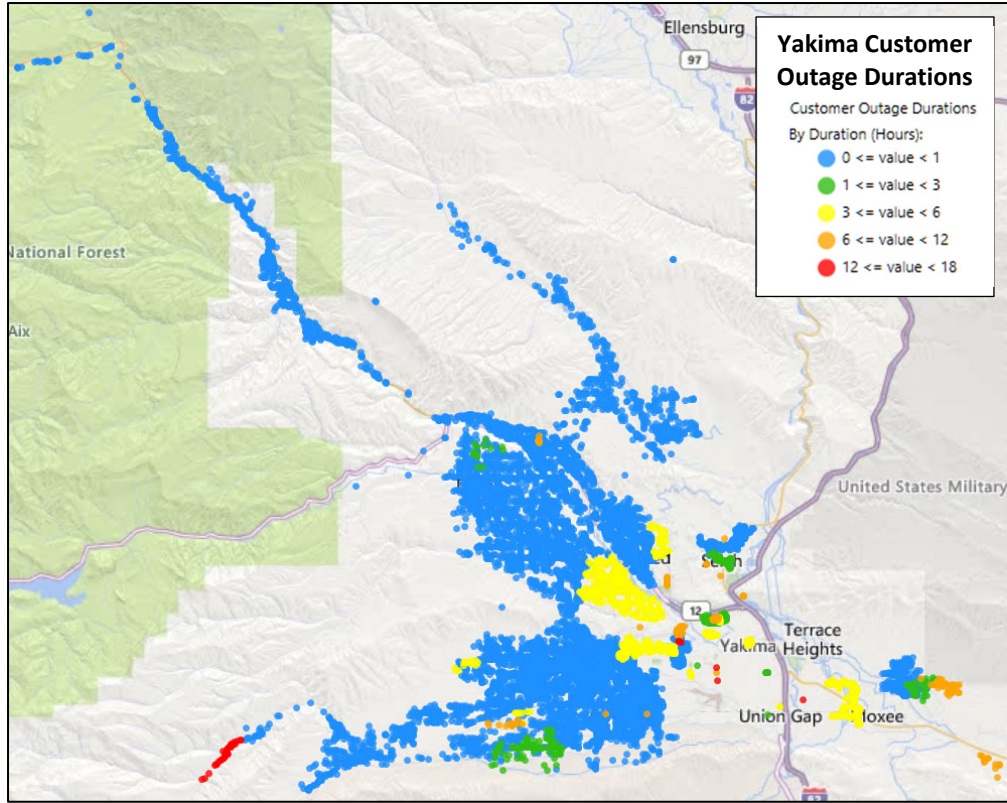 Ellensburg
97
82
Yakima Customer
Outage Durations
Customer Outage Durations
By Duration (Hours):
0 <= value < 1
1 <= value < 3
3 <= value < 6
6 <= value < 12
12 <= value < 18
National Forest
Aix
United States Military
12
Yakima
Terrace
Heights
Union Gap
82